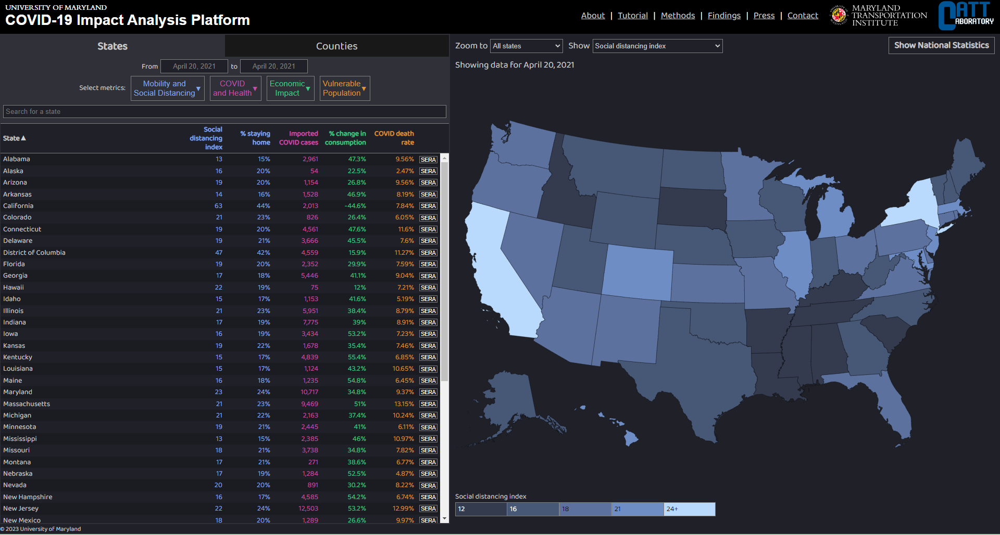 UNIVERSITY OF MARYLAND
COVID-19 Impact Analysis Platform
About | Tutorial | Methods | Findings | Press | Contact
MARYLAND
TRANSPORTATION
INSTITUTE
CATT
LABORATORY
States
Counties
From April 20, 2021 to April 20, 2021
Select metrics:
Mobility and
Social Distancing ▼
COVID
and Health ▼
Economic
Impact ▼
Vulnerable
Population ▼
Search for a state
State ▲
Social
distancing
index
% staying
home
Imported
COVID cases
% change in
consumption
COVID death
rate
Alabama 13 15% 2,961 47.3% 9.56% SERA
Alaska 16 20% 54 22.5% 2.47% SERA
Arizona 19 20% 1,154 26.8% 9.56% SERA
Arkansas 14 16% 1,528 46.9% 8.19% SERA
California 63 44% 2,013 -44.6% 7.84% SERA
Colorado 21 23% 826 26.4% 6.05% SERA
Connecticut 19 20% 4,561 47.6% 11.6% SERA
Delaware 19 21% 3,666 45.5% 7.6% SERA
District of Columbia 47 42% 4,559 15.9% 11.27% SERA
Florida 19 20% 2,352 29.9% 7.59% SERA
Georgia 17 18% 5,446 41.1% 9.04% SERA
Hawaii 22 19% 75 12% 7.21% SERA
Idaho 15 17% 1,153 41.6% 5.19% SERA
Illinois 21 23% 5,951 38.4% 8.79% SERA
Indiana 17 19% 7,775 39% 8.91% SERA
Iowa 16 19% 3,434 53.2% 7.23% SERA
Kansas 19 22% 1,678 35.4% 7.46% SERA
Kentucky 15 17% 4,839 55.4% 6.85% SERA
Louisiana 15 17% 1,124 43.2% 10.65% SERA
Maine 16 18% 1,235 54.8% 6.45% SERA
Maryland 23 24% 10,717 34.8% 9.37% SERA
Massachusetts 21 23% 9,469 51% 13.15% SERA
Michigan 21 22% 2,163 37.4% 10.24% SERA
Minnesota 19 21% 2,445 41% 6.11% SERA
Mississippi 13 15% 2,385 46% 10.97% SERA
Missouri 18 21% 3,738 34.8% 7.82% SERA
Montana 17 21% 271 38.6% 6.77% SERA
Nebraska 17 19% 1,284 52.5% 4.87% SERA
Nevada 20 20% 891 30.2% 8.22% SERA
New Hampshire 16 17% 4,585 54.2% 6.74% SERA
New Jersey 22 24% 12,503 53.2% 12.99% SERA
New Mexico 18 20% 1,289 26.6% 9.97% SERA
© 2023 University of Maryland
Zoom to All states Show Social distancing index
Show National Statistics
Showing data for April 20, 2021
Social distancing index
12 16 18 21 24+